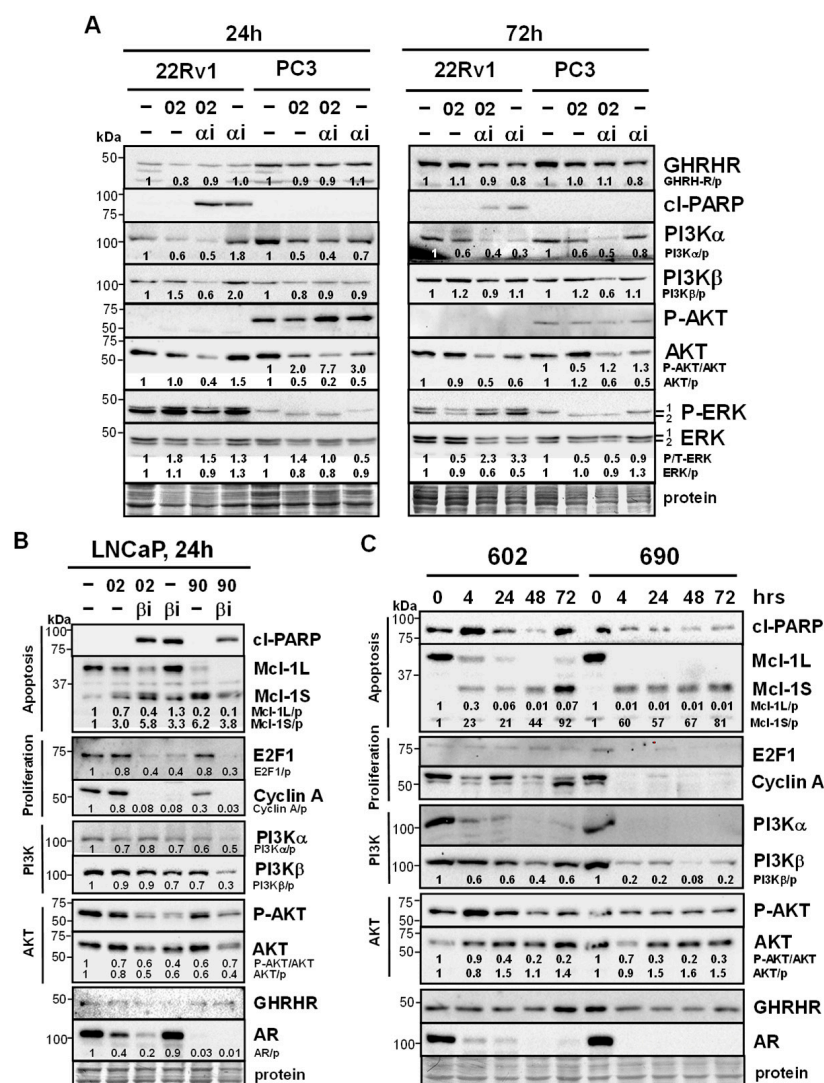 A
24h
72h
22Rv1 PC3
22Rv1 PC3
– 02 02 – – 02 02 –
– 02 02 – – 02 02 –
– – αi αi – – αi αi
– – αi αi – – αi αi
kDa
50
1 0.8 0.9 1.0 1 0.9 0.9 1.1
1 1.1 0.9 0.8 1 1.0 1.1 0.8
GHRHR
GHRH-R/p
100
75
cl-PARP
100
1 0.6 0.5 1.8 1 0.5 0.4 0.7
1 0.6 0.4 0.3 1 0.6 0.5 0.8
PI3Kα
PI3Kα/p
100
1 1.5 0.6 2.0 1 0.8 0.9 0.9
1 1.2 0.9 1.1 1 1.2 0.6 1.1
PI3Kβ
PI3Kβ/p
75
50
P-AKT
75
50
AKT
1 2.0 7.7 3.0
1 0.5 1.2 1.3
P-AKT/AKT
1 1.0 0.4 1.5 1 0.5 0.2 0.5
1 0.9 0.5 0.6 1 1.2 0.6 0.5
AKT/p
50
1
2
P-ERK
50
1
2
ERK
1 1.8 1.5 1.3 1 1.4 1.0 0.5
1 0.5 2.3 3.3 1 0.5 0.5 0.9
P/T-ERK
1 1.1 0.9 1.3 1 0.8 0.8 0.9
1 0.9 0.6 0.5 1 1.0 0.9 1.3
ERK/p
protein
B
LNCaP, 24h
– 02 02 – 90 90
– – βi βi – βi
kDa
Apoptosis
100
75
cl-PARP
Mcl-1L
37
Mcl-1S
1 0.7 0.4 1.3 0.2 0.1 Mcl-1L/p
1 3.0 5.8 3.3 6.2 3.8 Mcl-1S/p
Proliferation
75
E2F1
1 0.8 0.4 0.4 0.8 0.3 E2F1/p
50
Cyclin A
1 0.8 0.08 0.08 0.3 0.03 Cyclin A/p
PI3K
100
PI3Kα
1 0.7 0.8 0.7 0.6 0.5 PI3Kα/p
100
PI3Kβ
1 0.9 0.9 0.7 0.7 0.3 PI3Kβ/p
AKT
75
50
P-AKT
75
50
AKT
1 0.7 0.6 0.4 0.6 0.7 P-AKT/AKT
1 0.8 0.5 0.6 0.6 0.4 AKT/p
50
GHRHR
100
AR
1 0.4 0.2 0.9 0.03 0.01 AR/p
protein
C
602 690
0 4 24 48 72 0 4 24 48 72 hrs
kDa
Apoptosis
100
75
cl-PARP
Mcl-1L
37
Mcl-1S
1 0.3 0.06 0.01 0.07 1 0.01 0.01 0.01 0.01 Mcl-1L/p
1 23 21 44 92 1 60 57 67 81 Mcl-1S/p
Proliferation
75
E2F1
50
Cyclin A
PI3K
100
PI3Kα
100
PI3Kβ
1 0.6 0.6 0.4 0.6 1 0.2 0.2 0.08 0.2 PI3Kβ/p
AKT
75
50
P-AKT
75
50
AKT
1 0.9 0.4 0.2 0.2 1 0.7 0.3 0.2 0.3 P-AKT/AKT
1 0.8 1.5 1.1 1.4 1 0.9 1.5 1.6 1.5 AKT/p
50
GHRHR
100
AR
protein